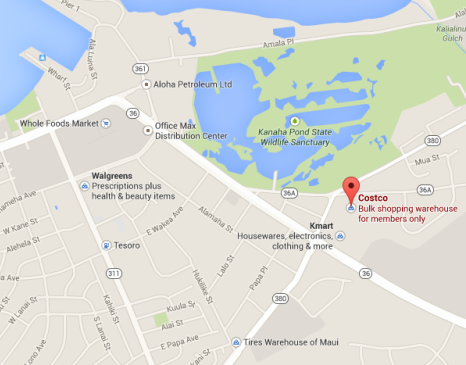 Pier 1
Ala Luna St
Wharf St
361
Amala Pl
Kalialinui
Gulch
Aloha Petroleum Ltd
36
Whole Foods Market
Office Max
Distribution Center
Kanaha Pond State
Wildlife Sanctuary
380
Mua St
Walgreens
Prescriptions plus
health & beauty items
36A
36A
Costco
Bulk shopping warehouse
for members only
W Kane St
E Wakea Ave
Alamaha St
Kmart
Housewares, electronics,
clothing & more
Alehela St
Tesoro
Lalo St
Hukilike St
Papa Pl
311
36
Kaloki St
S Lanai St
W Lanai St
380
Kuula St
Alai St
E Papa Ave
Lono Ave
Tires Warehouse of Maui